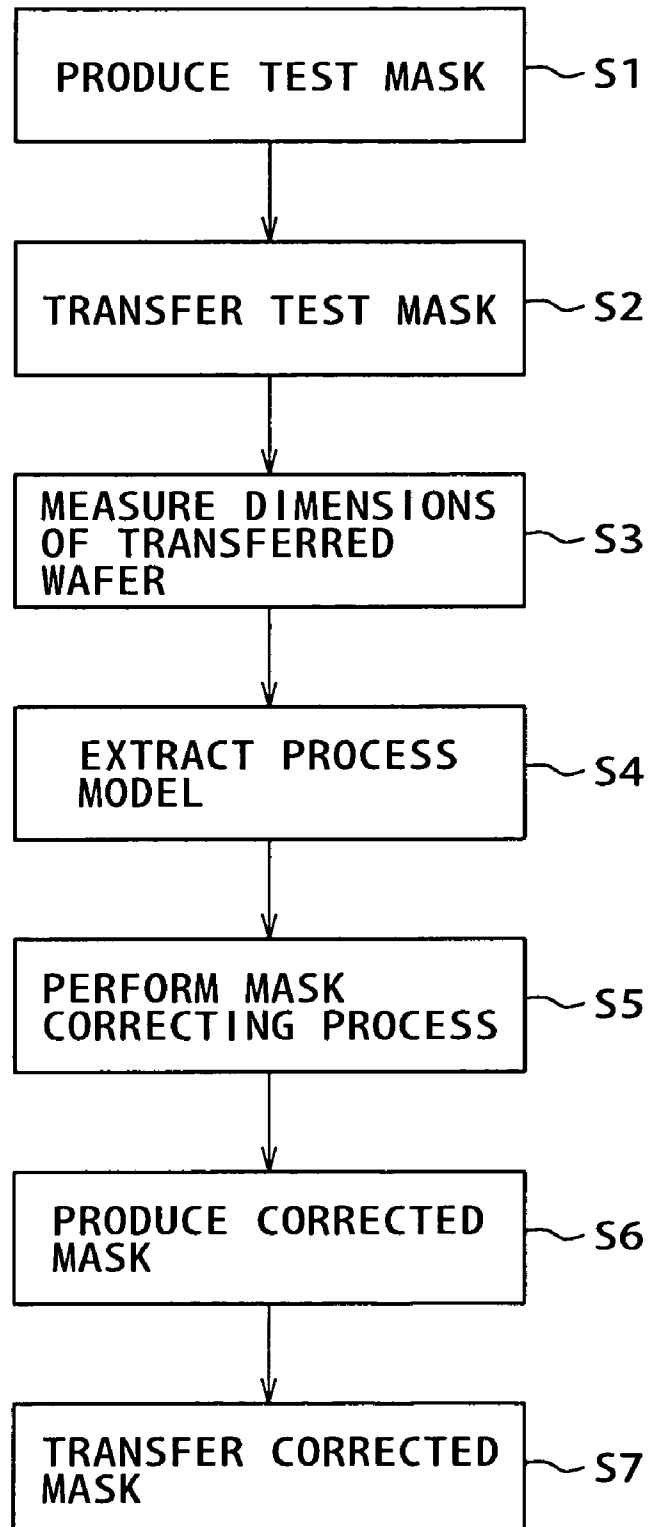 PRODUCE TEST MASK
S1
TRANSFER TEST MASK
S2
MEASURE DIMENSIONS
OF TRANSFERRED
WAFER
S3
EXTRACT PROCESS
MODEL
S4
PERFORM MASK
CORRECTING PROCESS
S5
PRODUCE CORRECTED
MASK
S6
TRANSFER CORRECTED
MASK
S7